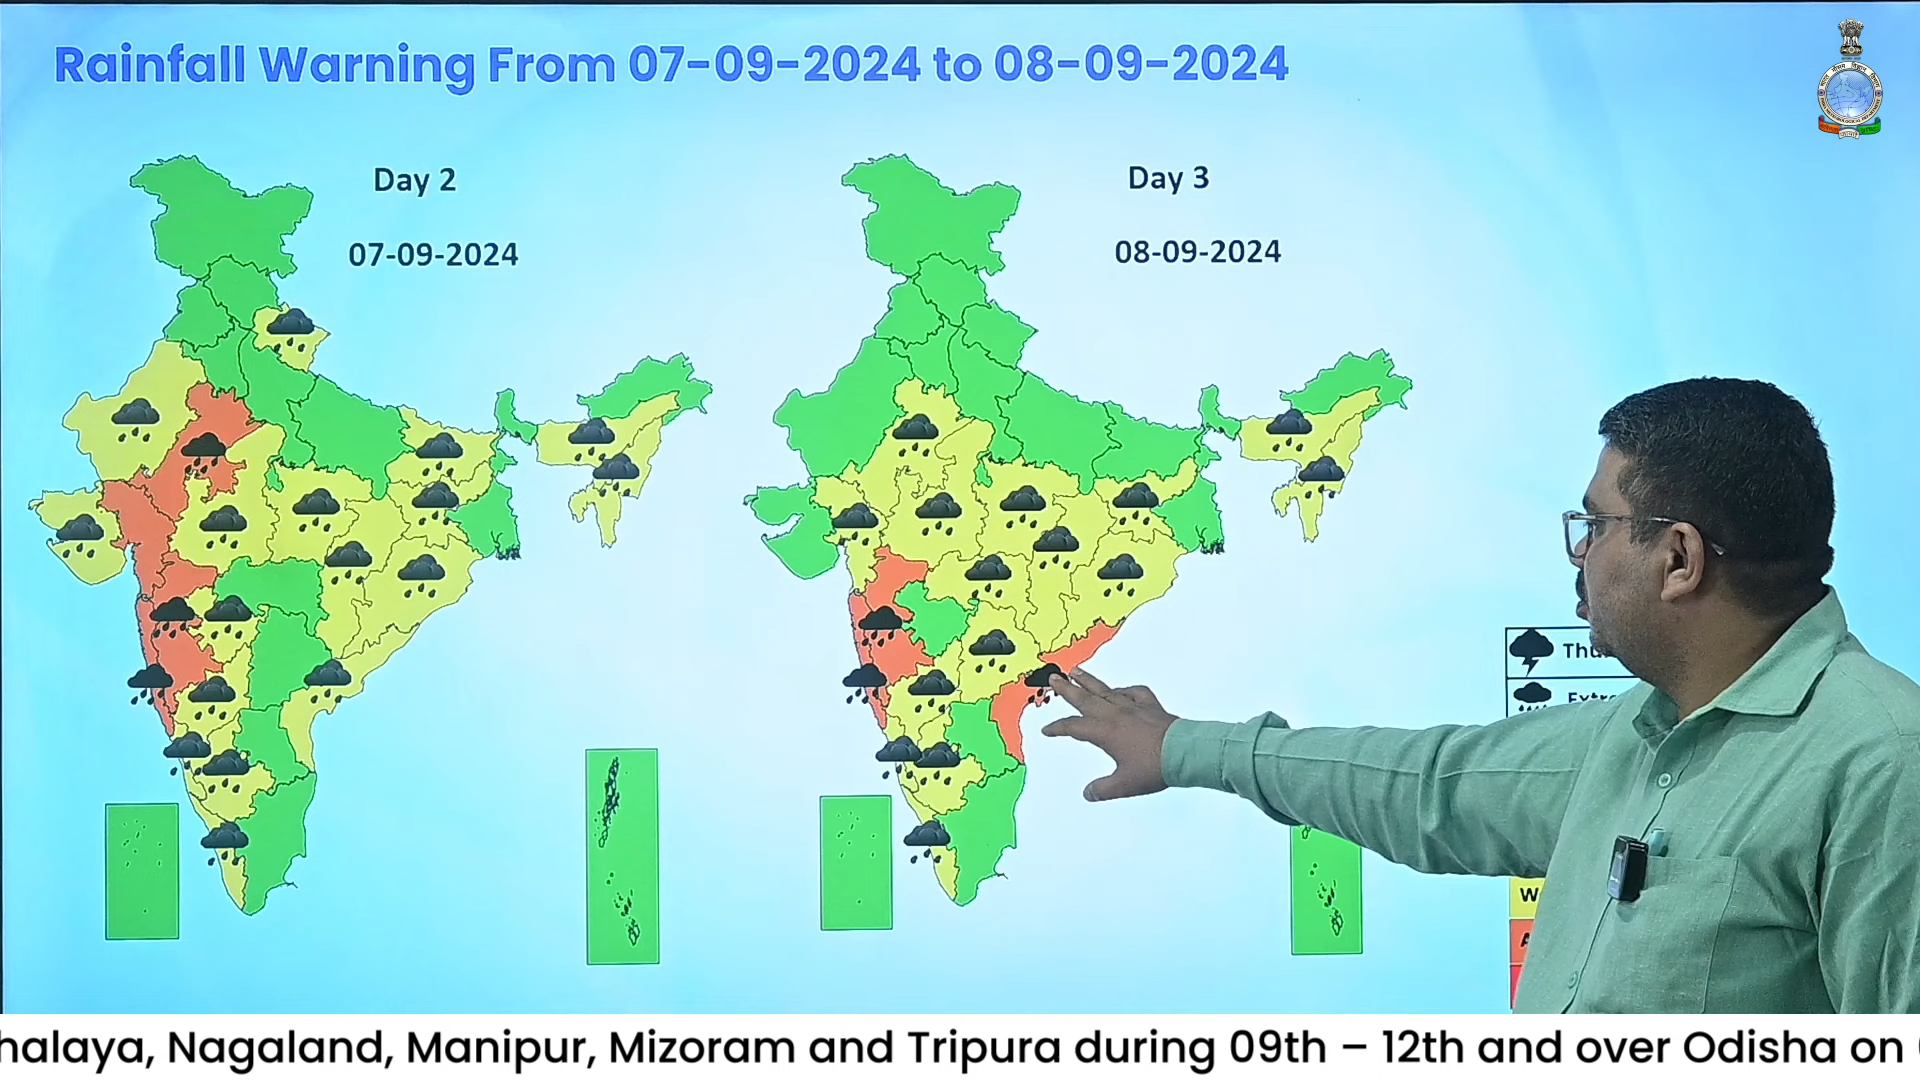 Rainfall Warning From 07-09-2024 to 08-09-2024
Day 2
07-09-2024
Day 3
08-09-2024
halaya, Nagaland, Manipur, Mizoram and Tripura during 09th – 12th and over Odisha on